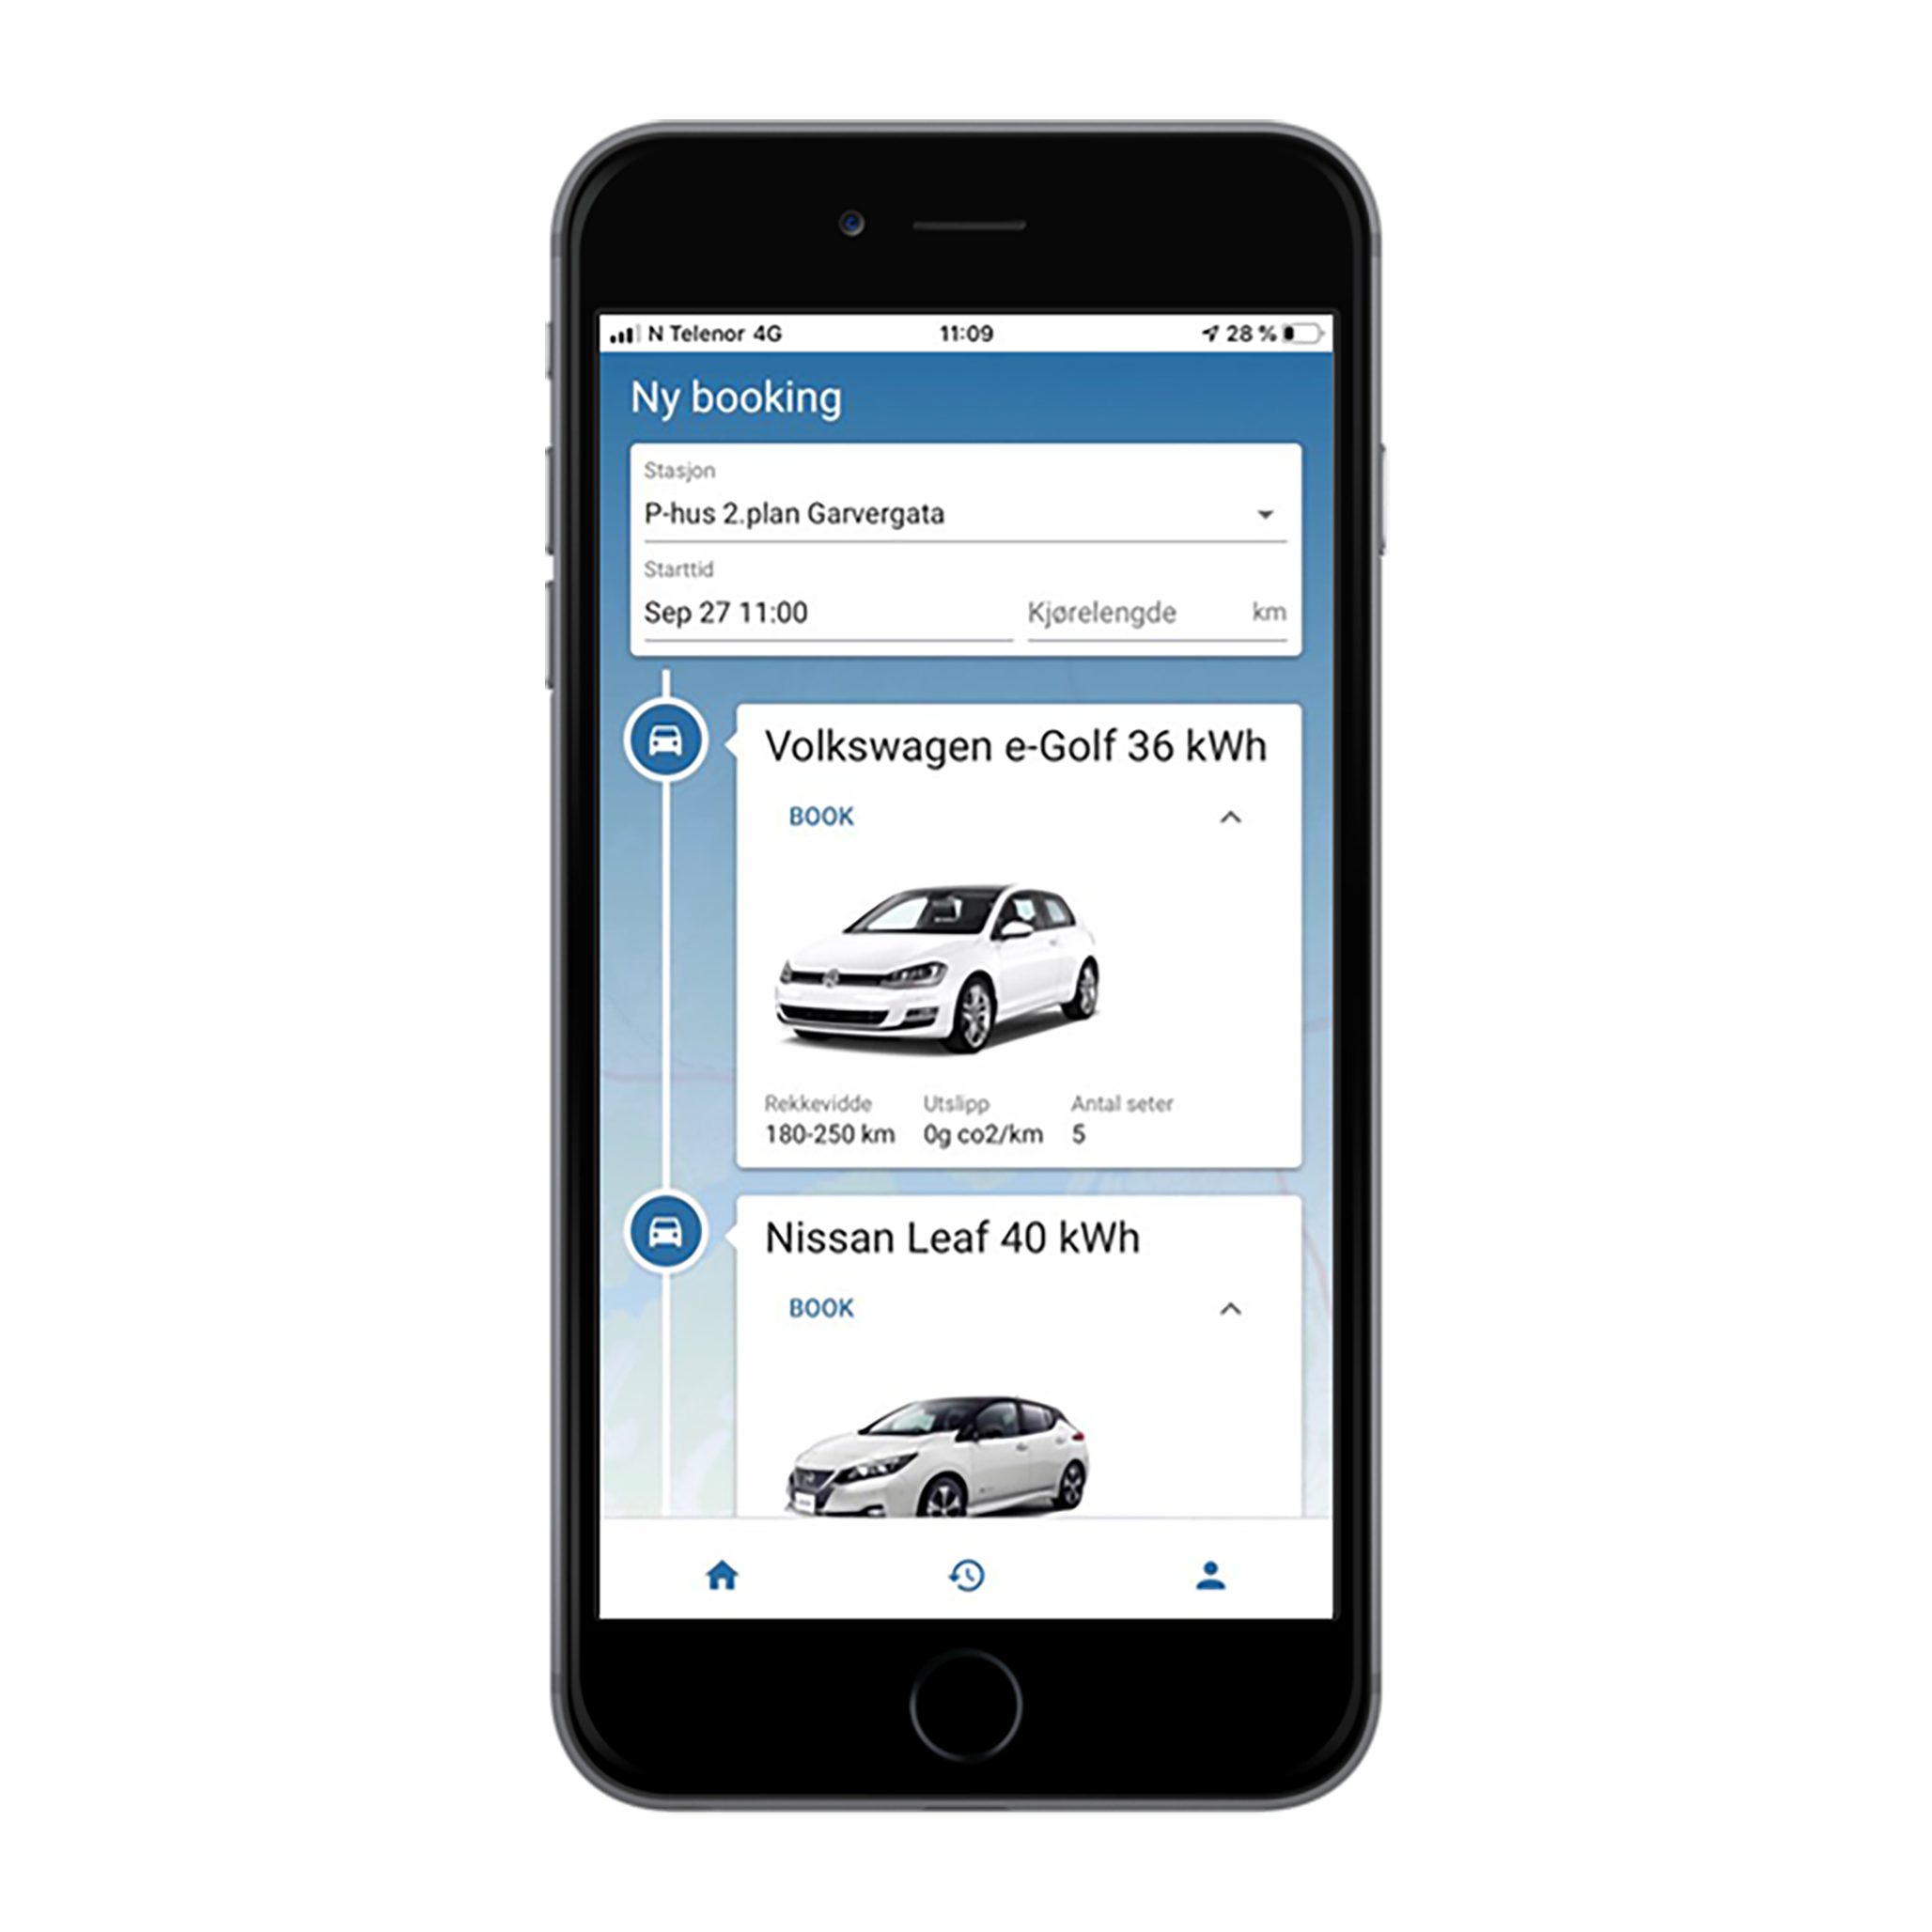 N Telenor 4G 11:09 28 %
Ny booking
Stasjon
P-hus 2.plan Garvergata
Starttid
Sep 27 11:00 Kjørelengde km
Volkswagen e-Golf 36 kWh
BOOK
Rekkevidde Utslipp Antal seter
180-250 km 0g co2/km 5
Nissan Leaf 40 kWh
BOOK